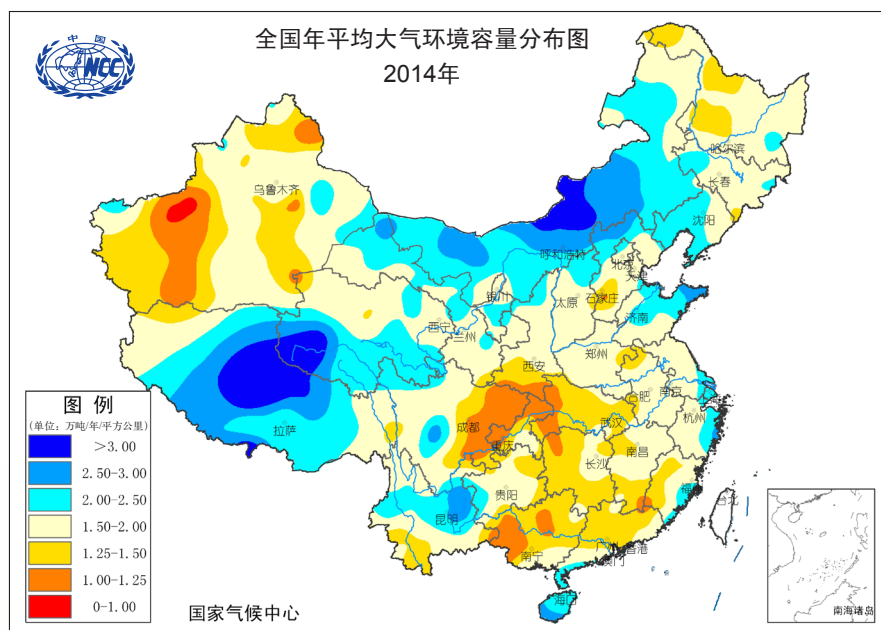 全国年平均大气环境容量分布图
2014年
中国
NCC
哈尔滨
长春
沈阳
乌鲁木齐
呼和浩特
北京
天津
银川
太原
石家庄
济南
西宁
兰州
郑州
西安
合肥
南京
上海
拉萨
成都
重庆
武汉
杭州
南昌
长沙
贵阳
福州
台北
昆明
南宁
广州
香港
澳门
海口
图例
(单位: 万吨/年/平方公里)
>3.00
2.50-3.00
2.00-2.50
1.50-2.00
1.25-1.50
1.00-1.25
0-1.00
国家气候中心
南海诸岛